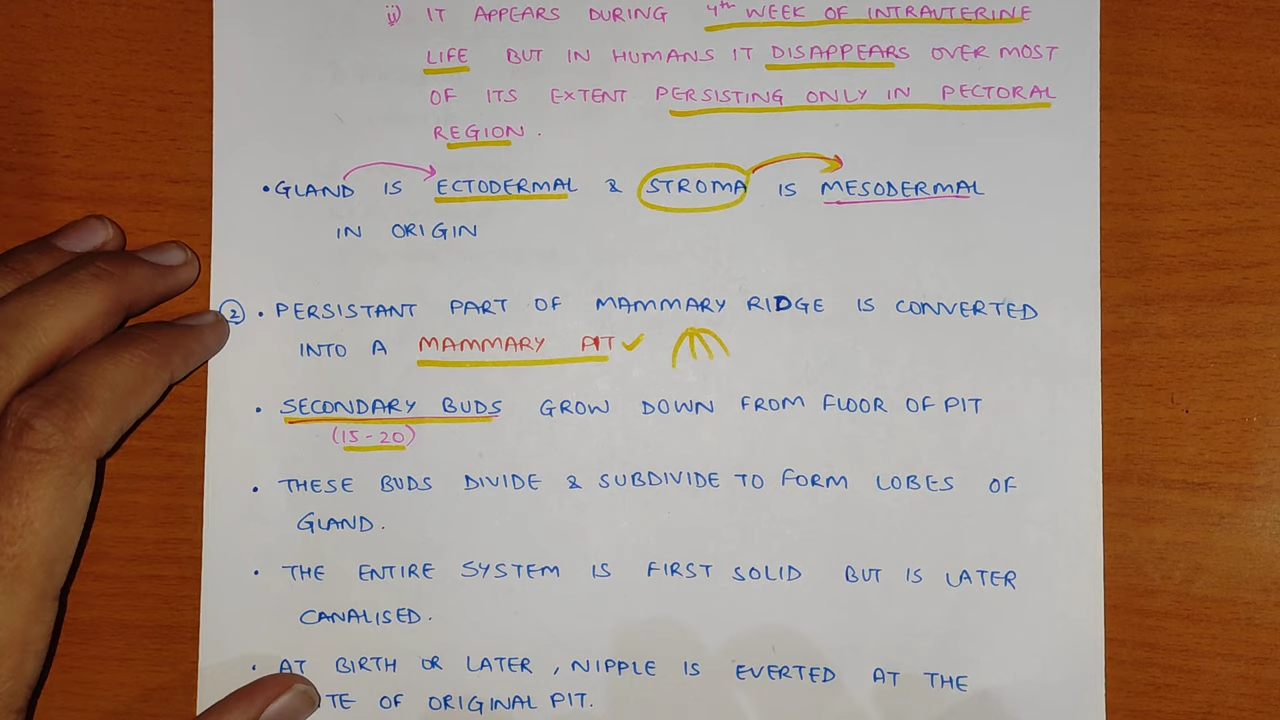 ii) IT APPEARS DURING 4th WEEK OF INTRAUTERINE
LIFE BUT IN HUMANS IT DISAPPEARS OVER MOST
OF ITS EXTENT PERSISTING ONLY IN PECTORAL
REGION.
• GLAND IS ECTODERMAL & STROMA IS MESODERMAL
IN ORIGIN
2 • PERSISTANT PART OF MAMMARY RIDGE IS CONVERTED
INTO A MAMMARY PIT ✓
• SECONDARY BUDS GROW DOWN FROM FLOOR OF PIT
(15-20)
• THESE BUDS DIVIDE & SUBDIVIDE TO FORM LOBES OF
GLAND.
• THE ENTIRE SYSTEM IS FIRST SOLID BUT IS LATER
CANALISED.
• AT BIRTH OR LATER, NIPPLE IS EVERTED AT THE
TE OF ORIGINAL PIT.